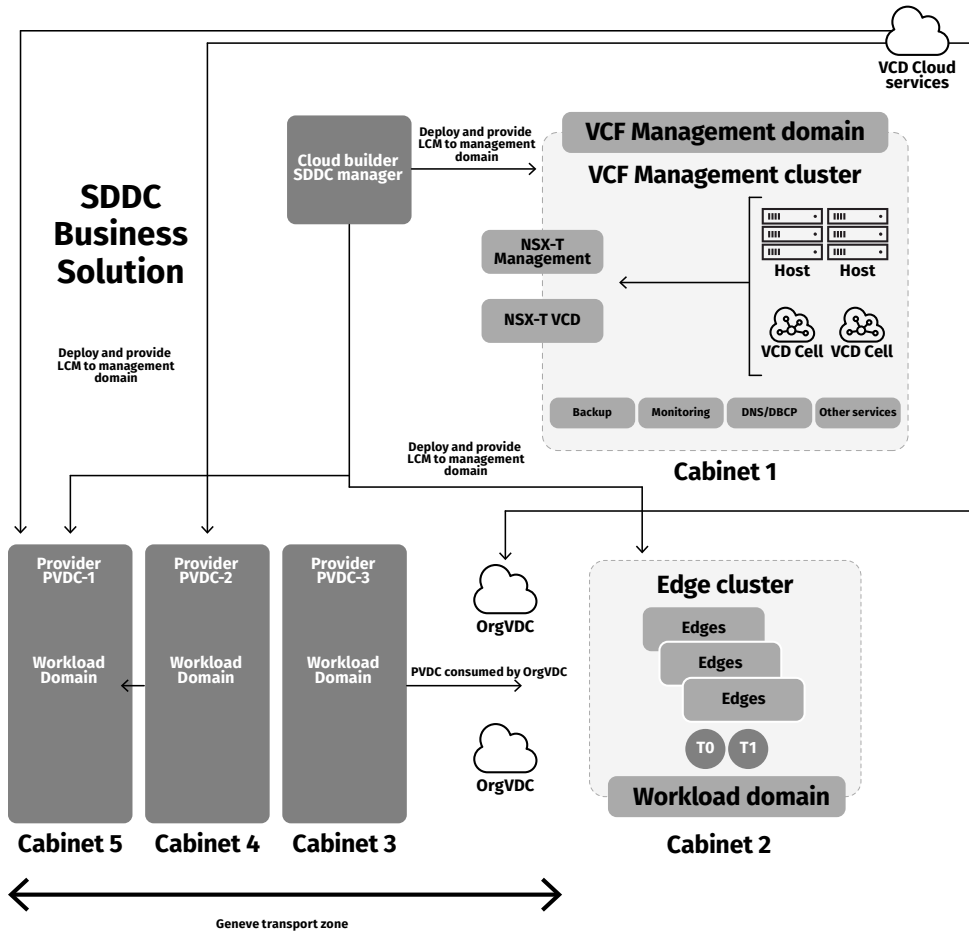 VCD Cloud
services
VCF Management domain
Cloud builder
SDDC manager
Deploy and provide
LCM to management
domain
VCF Management cluster
SDDC
Business
Solution
NSX-T
Management
Host
Host
NSX-T VCD
VCD Cell
VCD Cell
Deploy and provide
LCM to management
domain
Backup
Monitoring
DNS/DBCP
Other services
Deploy and provide
LCM to management
domain
Cabinet 1
Provider
PVDC-1
Provider
PVDC-2
Provider
PVDC-3
Workload
Domain
Workload
Domain
Workload
Domain
OrgVDC
PVDC consumed by OrgVDC
OrgVDC
Edge cluster
Edges
Edges
Edges
T0
T1
Workload domain
Cabinet 5
Cabinet 4
Cabinet 3
Cabinet 2
Geneve transport zone